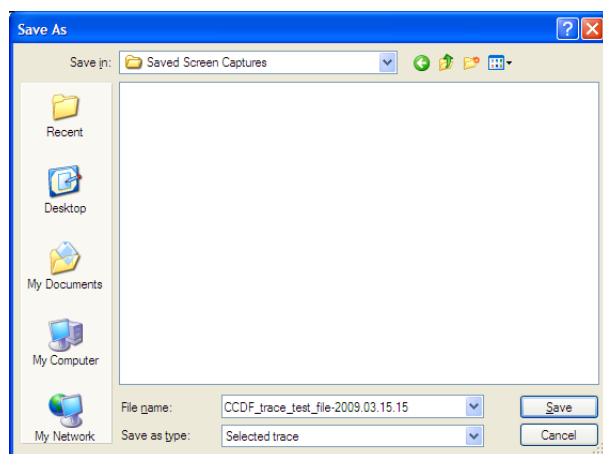 Save As
Save in: Saved Screen Captures
Recent
Desktop
My Documents
My Computer
My Network
File name: CCDF_trace_test_file-2009.03.15.15 Save
Save as type: Selected trace Cancel